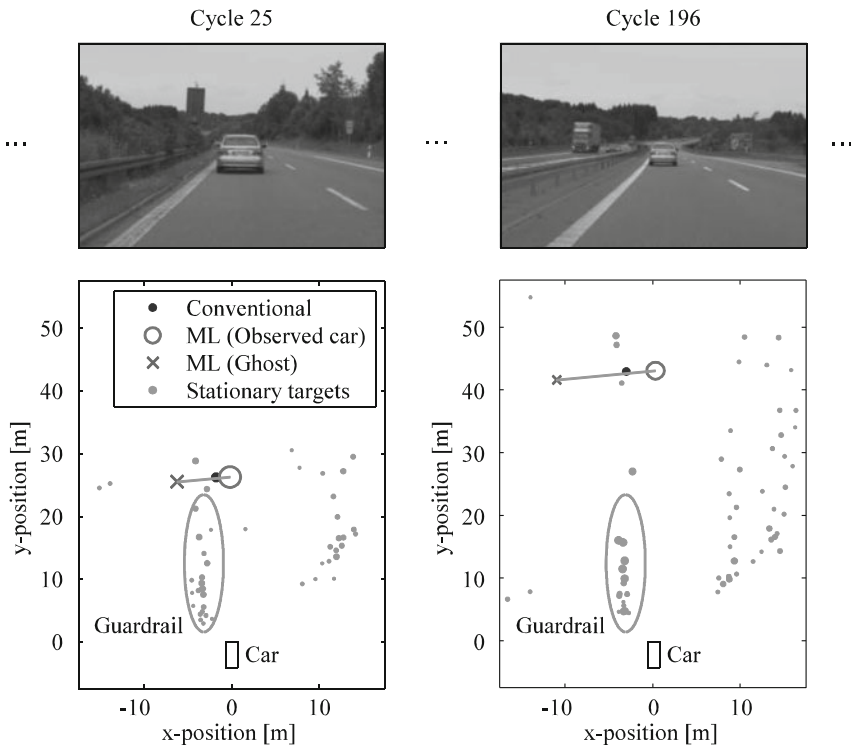 Cycle 25
Cycle 196
...
...
...
Conventional
ML (Observed car)
ML (Ghost)
Stationary targets
50
40
30
20
10
0
Guardrail
Car
-10
0
10
x-position [m]
y-position [m]
50
40
30
20
10
0
Guardrail
Car
-10
0
10
x-position [m]
y-position [m]